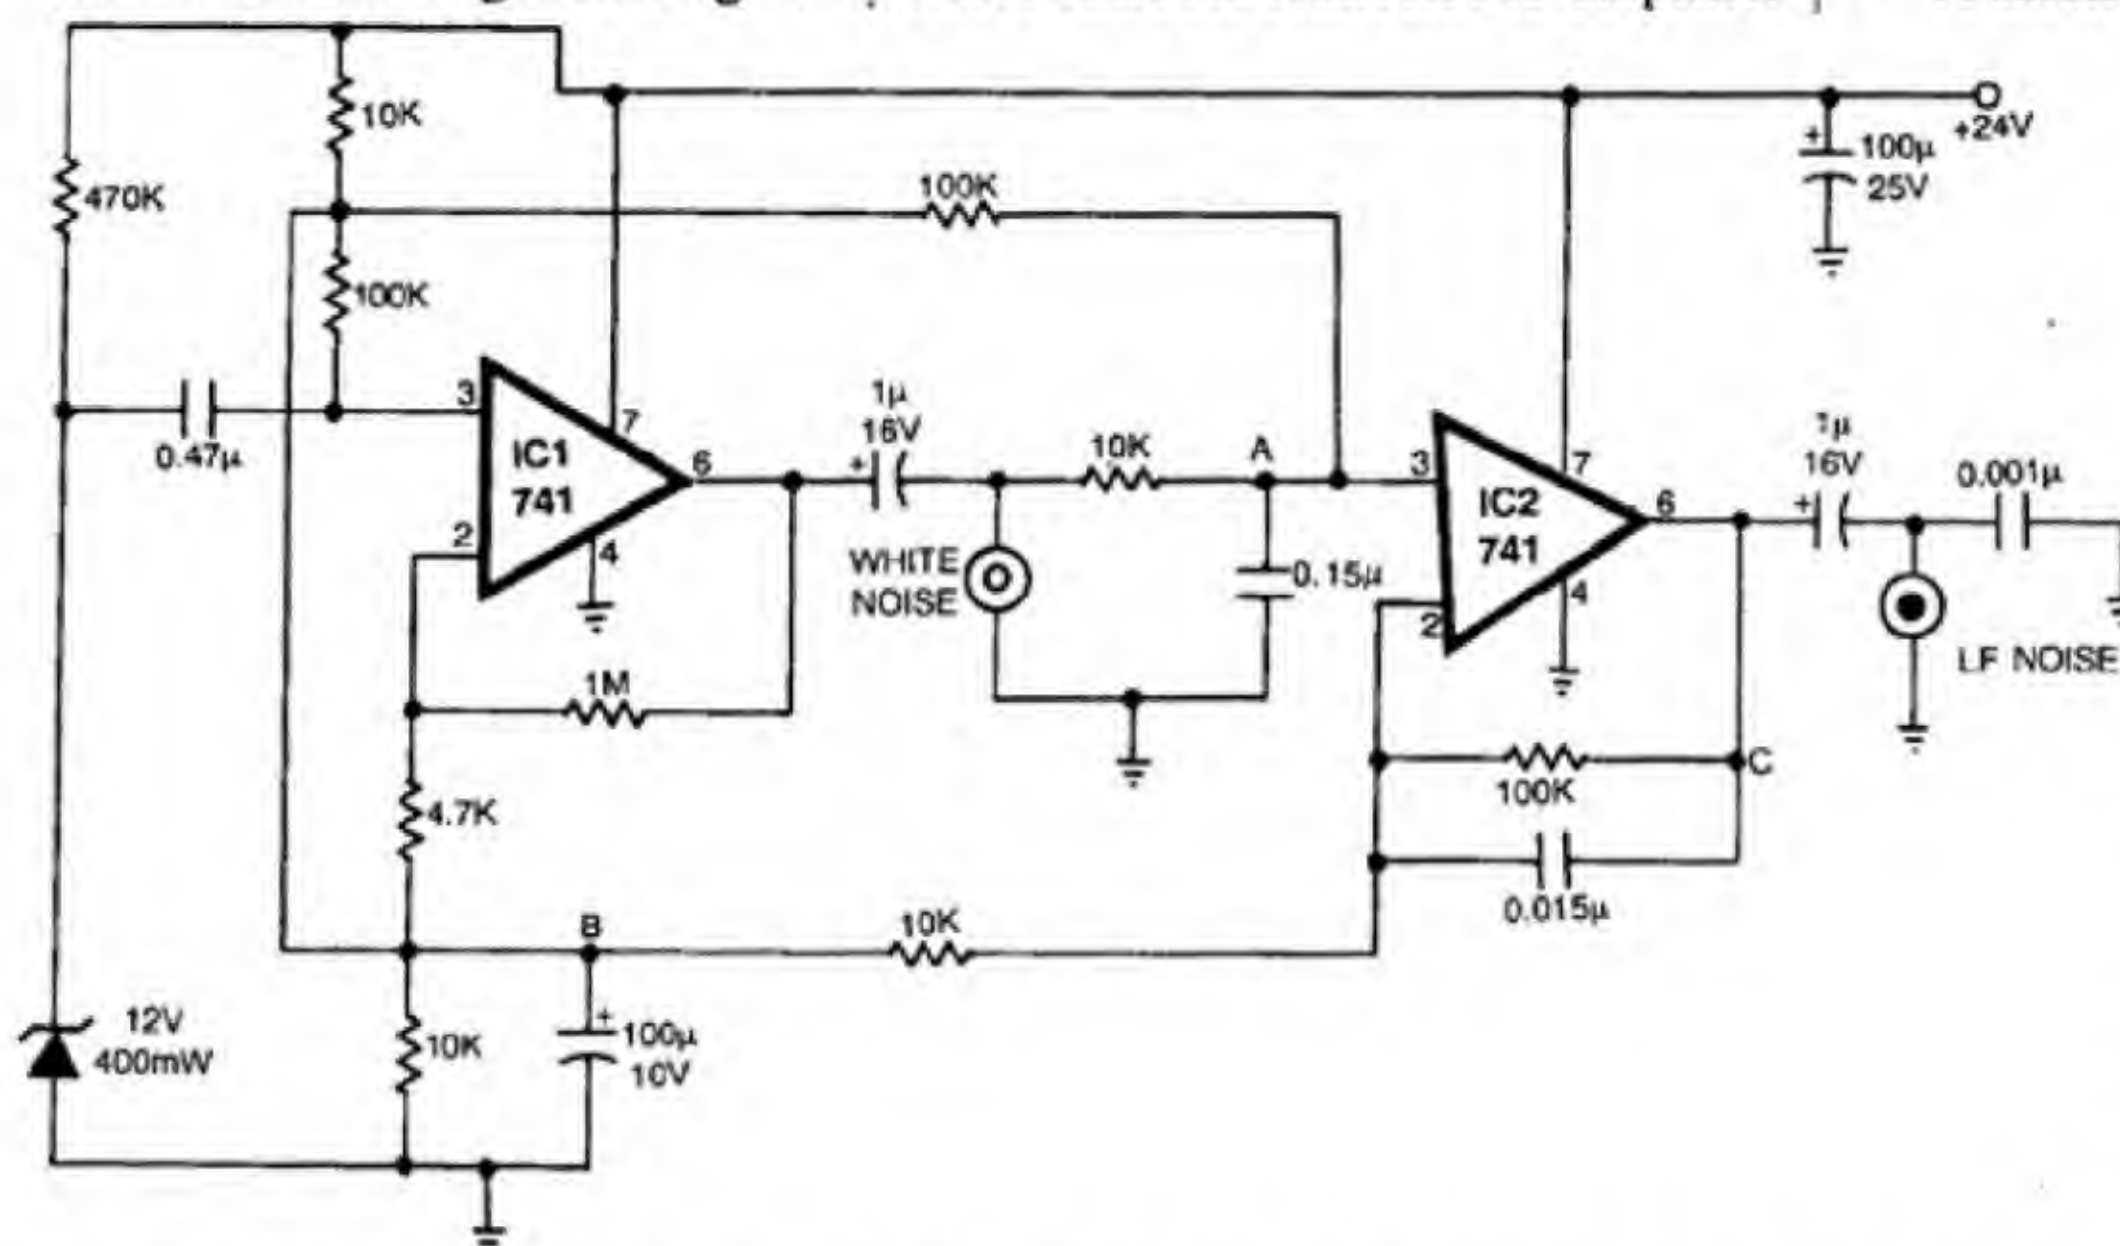 +24V
10K
100µ
25V
470K
100K
100K
3
7
1µ
16V
0.47µ
IC1
741
6
10K
A
3
7
1µ
16V
0.001µ
2
4
WHITE
NOISE
0.15µ
IC2
741
6
2
4
LF NOISE
1M
100K
C
4.7K
0.015µ
B
10K
12V
400mW
10K
+
100µ
10V
+
+
+